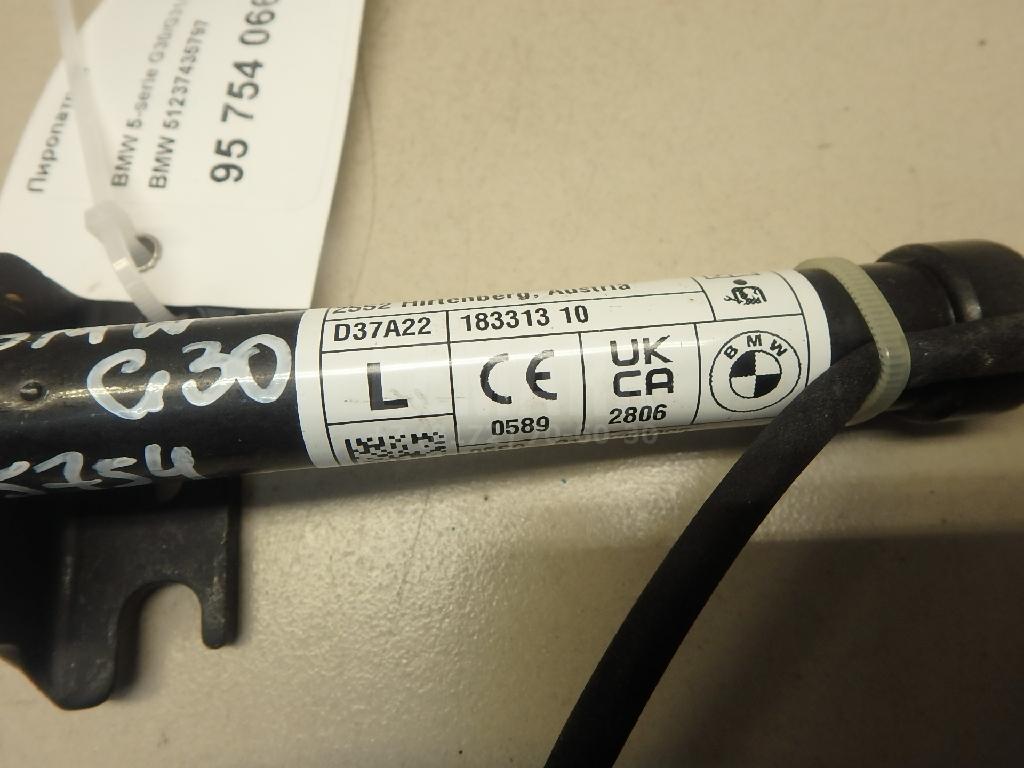 Пиропатр
BMW 5-serie G30/G31
BMW 51237435797
95 754 066
BMW
G30
2552 Hirtenberg, Austria
D37A22
183313 10
L
CE
0589
UK
CA
2806
BMW